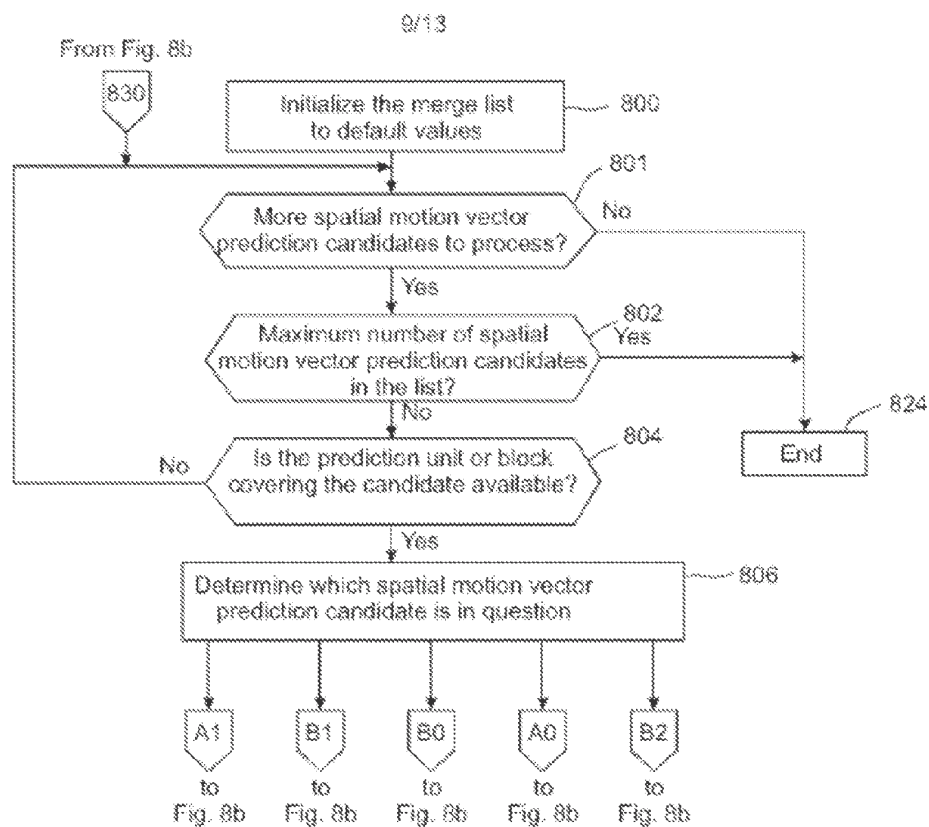 9/13
From Fig. 8b
830
Initialize the merge list
to default values
800
801
More spatial motion vector
prediction candidates to process?
No
Yes
802
Maximum number of spatial
motion vector prediction candidates
in the list?
Yes
No
804
824
Is the prediction unit or block
covering the candidate available?
No
End
Yes
806
Determine which spatial motion vector
prediction candidate is in question
A1 B1 B0 A0 B2
to to to to to
Fig. 8b Fig. 8b Fig. 8b Fig. 8b Fig. 8b